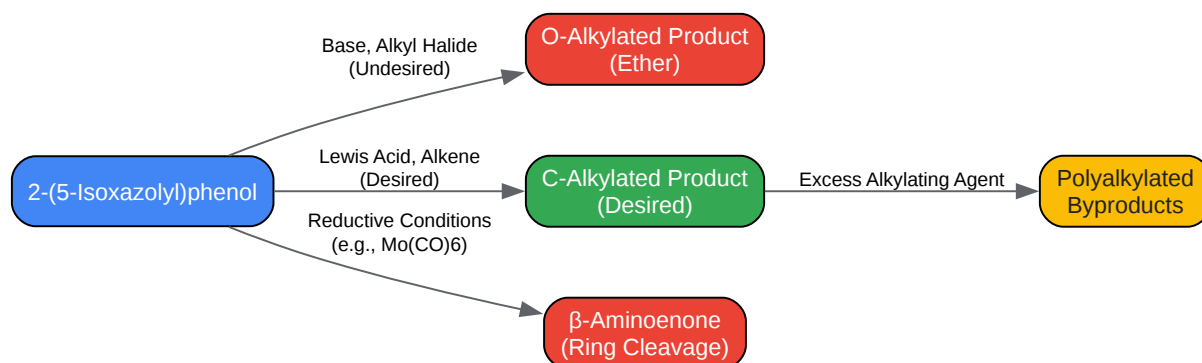 Base, Alkyl Halide
(Undesired)
O-Alkylated Product
(Ether)
2-(5-Isoxazolyl)phenol
Lewis Acid, Alkene
(Desired)
C-Alkylated Product
(Desired)
Excess Alkylating Agent
Polyalkylated
Byproducts
Reductive Conditions
(e.g., Mo(CO)6)
β-Aminoenone
(Ring Cleavage)